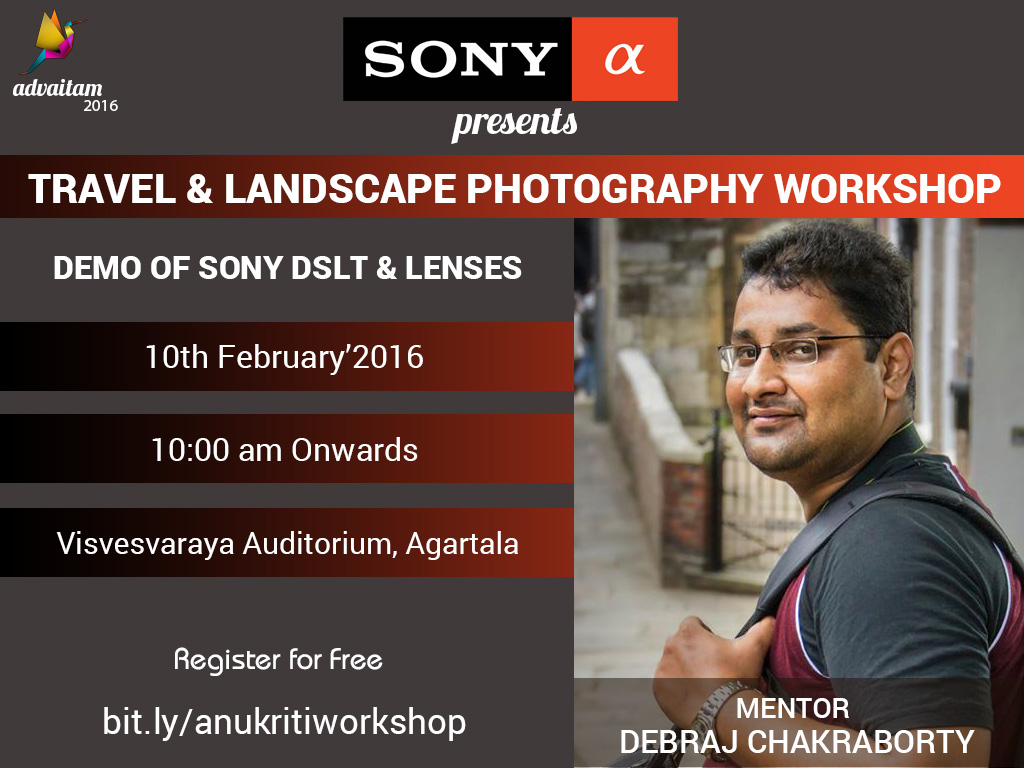 advaitam
2016
SONY α
presents
TRAVEL & LANDSCAPE PHOTOGRAPHY WORKSHOP
DEMO OF SONY DSLT & LENSES
10th February’2016
10:00 am Onwards
Visvesvaraya Auditorium, Agartala
Register for Free
bit.ly/anukritiworkshop
MENTOR
DEBRAJ CHAKRABORTY